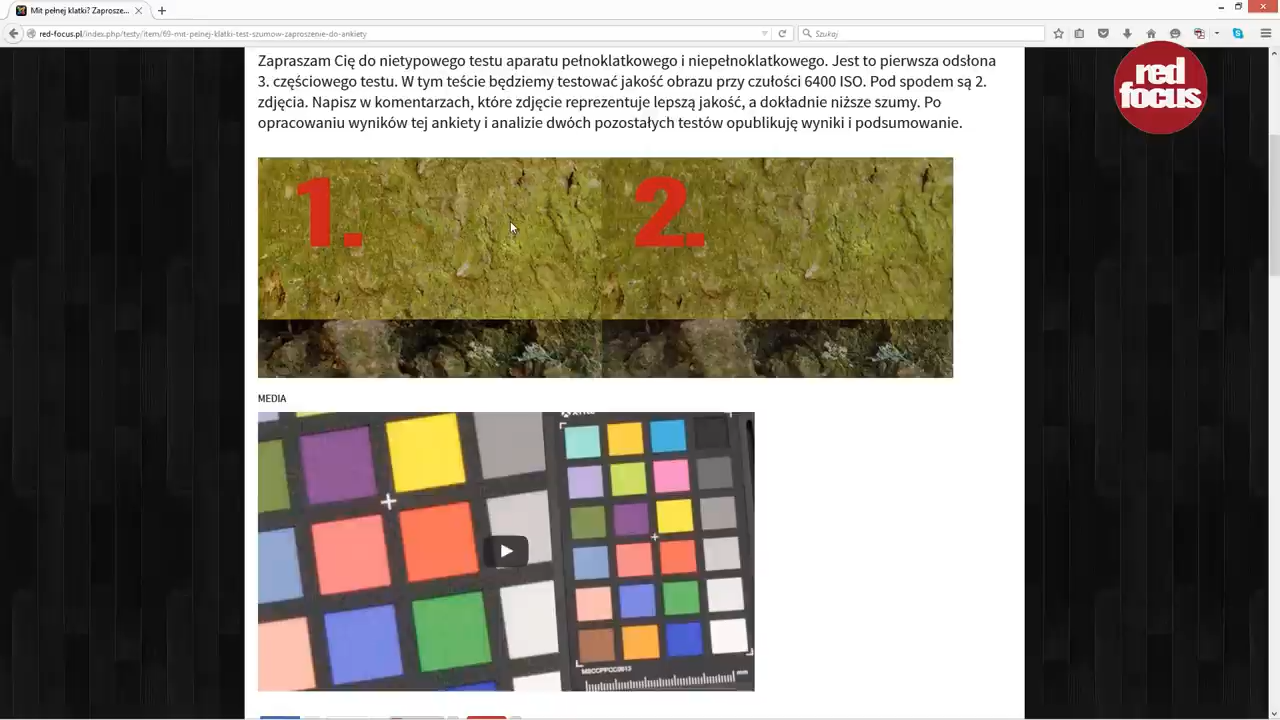 Mit pełnej klatki? Zaprosze...
red-focus.pl/index.php/testy/item/69-mit-pelnej-klatki-test-szumow-zaproszenie-do-ankiety
Szukaj
red
focus
Zapraszam Cię do nietypowego testu aparatu pełnoklatkowego i niepełnoklatkowego. Jest to pierwsza odsłona
3. częściowego testu. W tym teście będziemy testować jakość obrazu przy czułości 6400 ISO. Pod spodem są 2.
zdjęcia. Napisz w komentarzach, które zdjęcie reprezentuje lepszą jakość, a dokładnie niższe szumy. Po
opracowaniu wyników tej ankiety i analizie dwóch pozostałych testów opublikuję wyniki i podsumowanie.
1. 2.
MEDIA
MSCCPPCC0613
mm